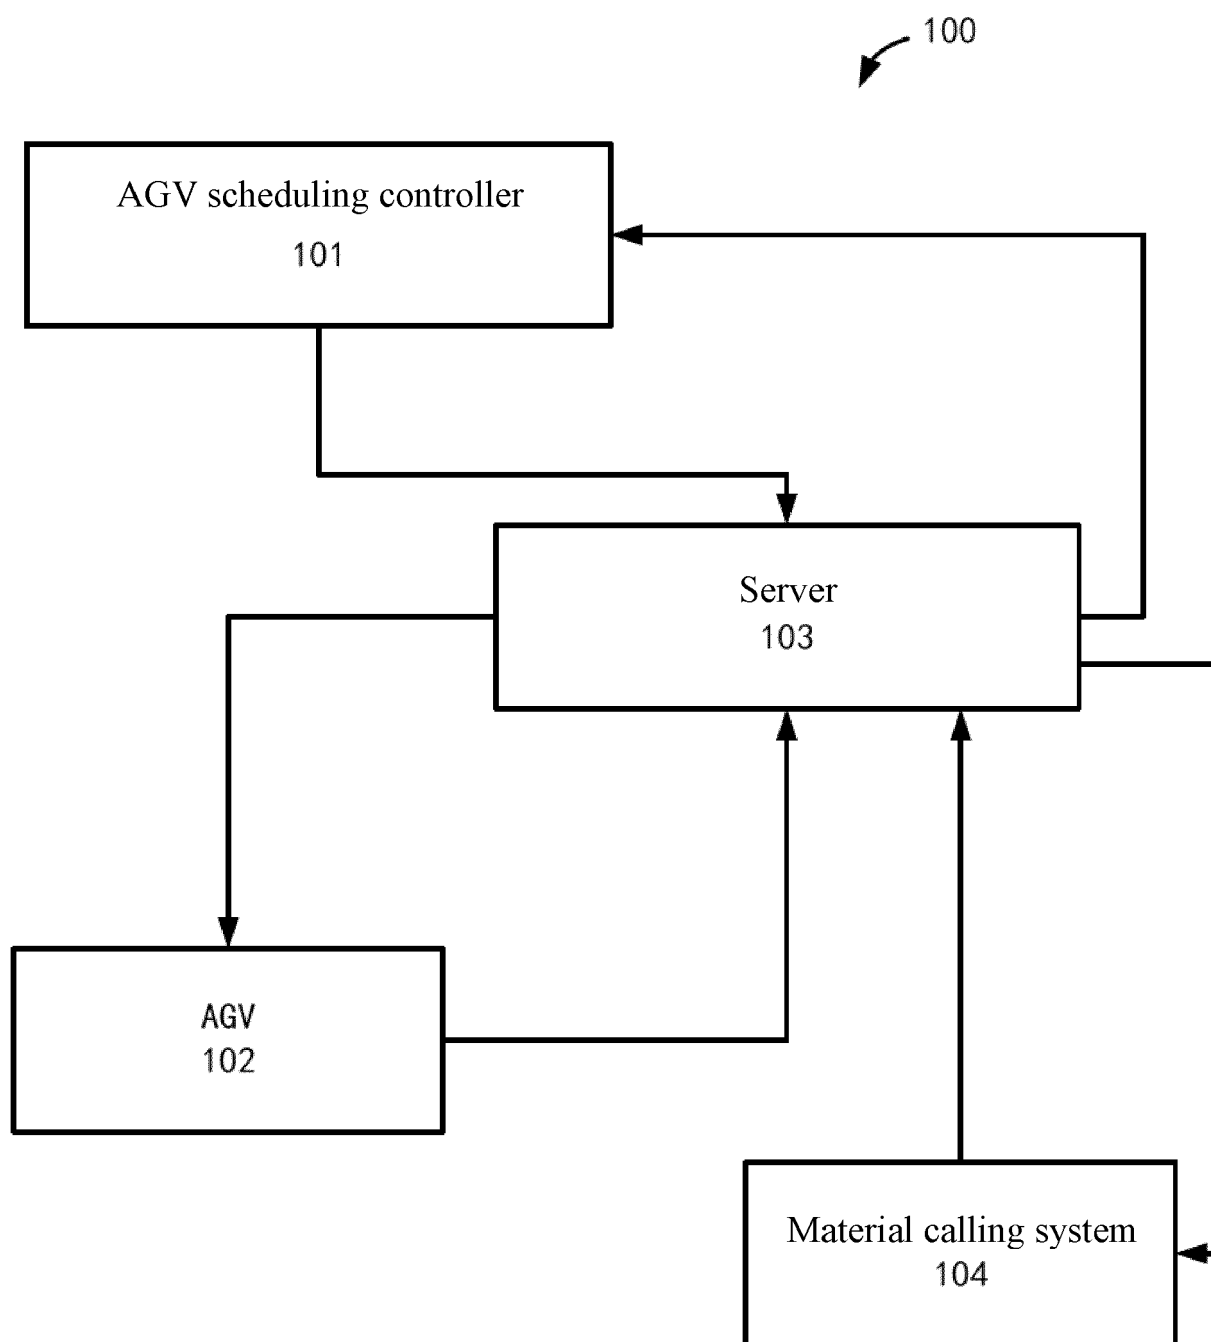 100
AGV scheduling controller
101
Server
103
AGV
102
Material calling system
104